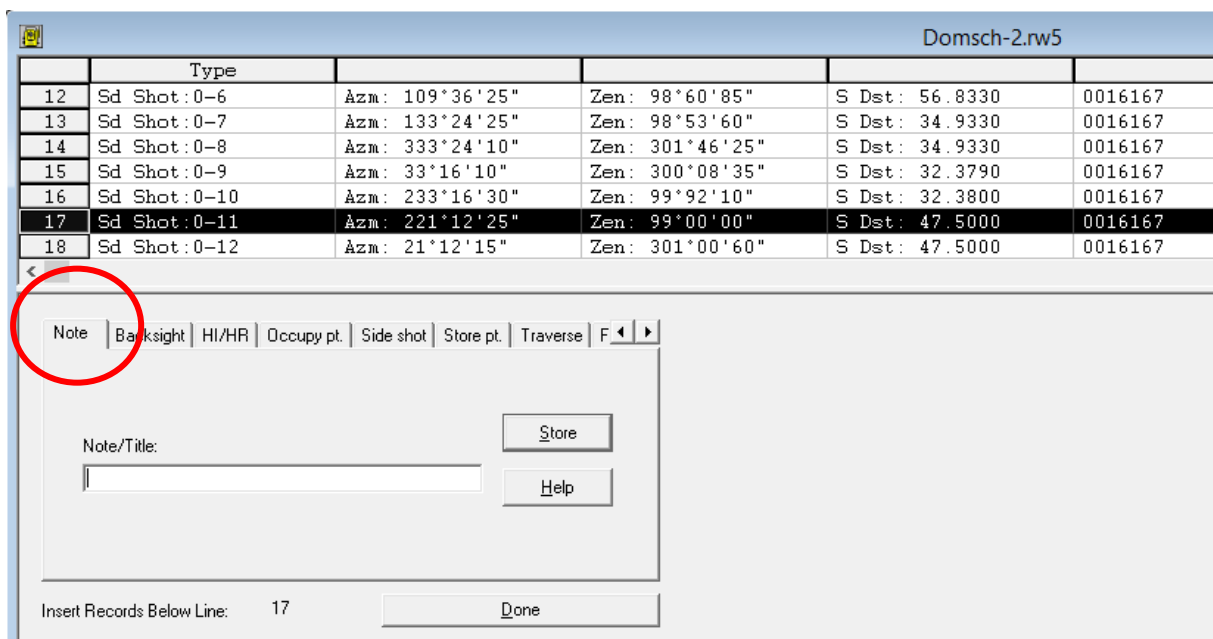 Domsch-2.rw5
Type
12 Sd Shot:0-6 Azm: 109°36'25" Zen: 98°60'85" S Dst: 56.8330 0016167
13 Sd Shot:0-7 Azm: 133°24'25" Zen: 98°53'60" S Dst: 34.9330 0016167
14 Sd Shot:0-8 Azm: 333°24'10" Zen: 301°46'25" S Dst: 34.9330 0016167
15 Sd Shot:0-9 Azm: 33°16'10" Zen: 300°08'35" S Dst: 32.3790 0016167
16 Sd Shot:0-10 Azm: 233°16'30" Zen: 99°92'10" S Dst: 32.3800 0016167
17 Sd Shot:0-11 Azm: 221°12'25" Zen: 99°00'00" S Dst: 47.5000 0016167
18 Sd Shot:0-12 Azm: 21°12'15" Zen: 301°00'60" S Dst: 47.5000 0016167
Note Backsight HI/HR Occupy pt. Side shot Store pt. Traverse F
Store
Note/Title:
Help
Insert Records Below Line: 17 Done